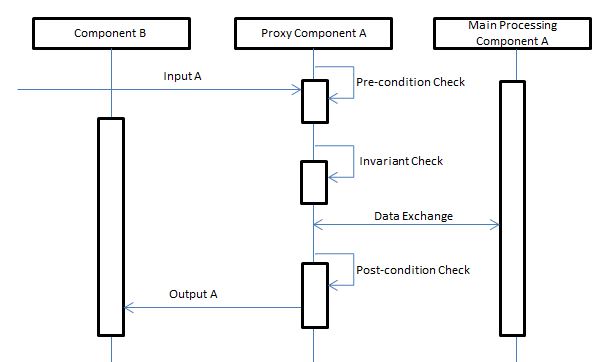 Component B
Proxy Component A
Main Processing
Component A
Input A
Pre-condition Check
Invariant Check
Data Exchange
Post-condition Check
Output A